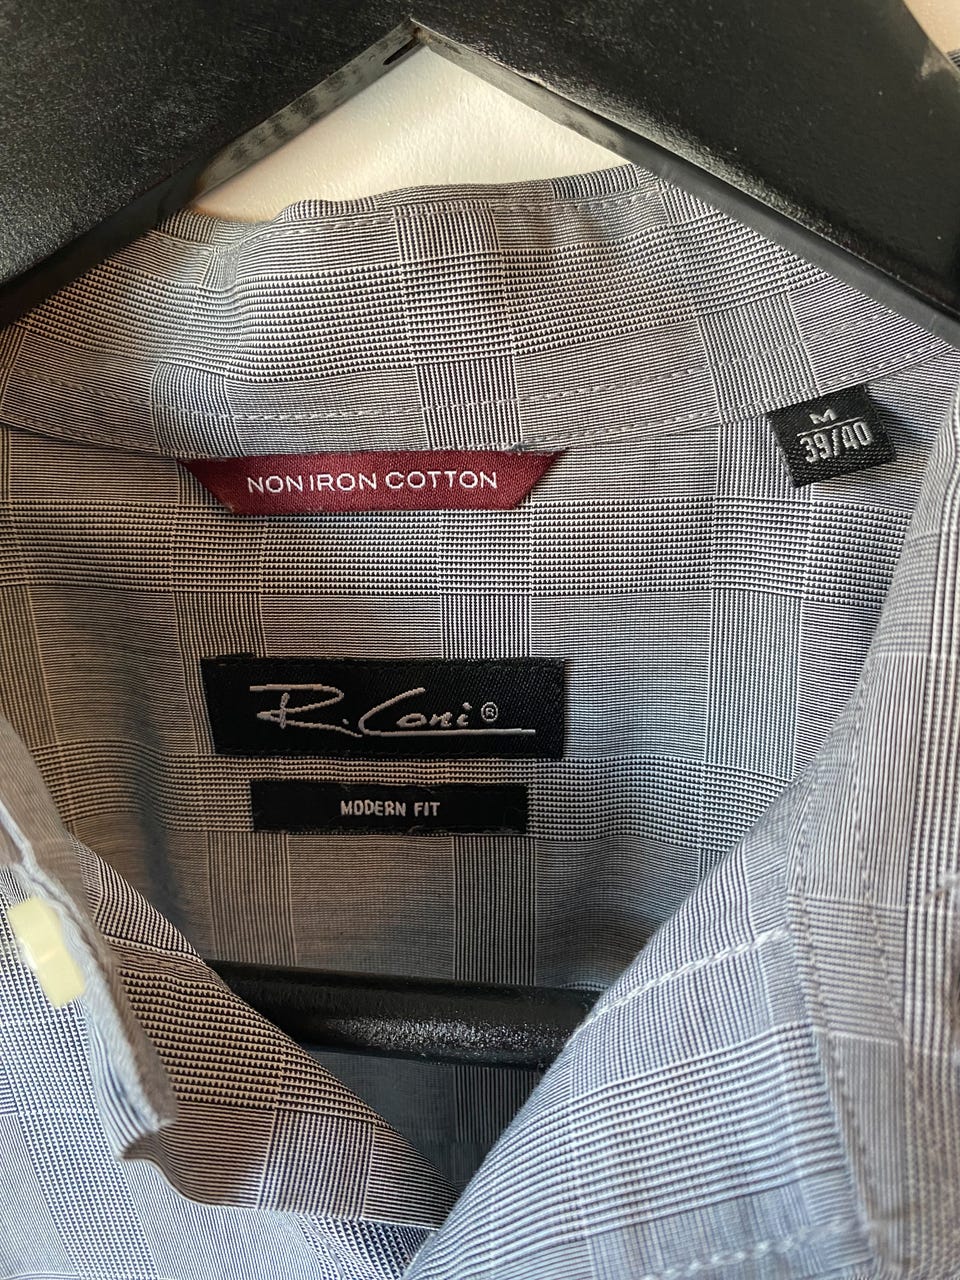 M
39/40
NON IRON COTTON
R. Coni®
MODERN FIT